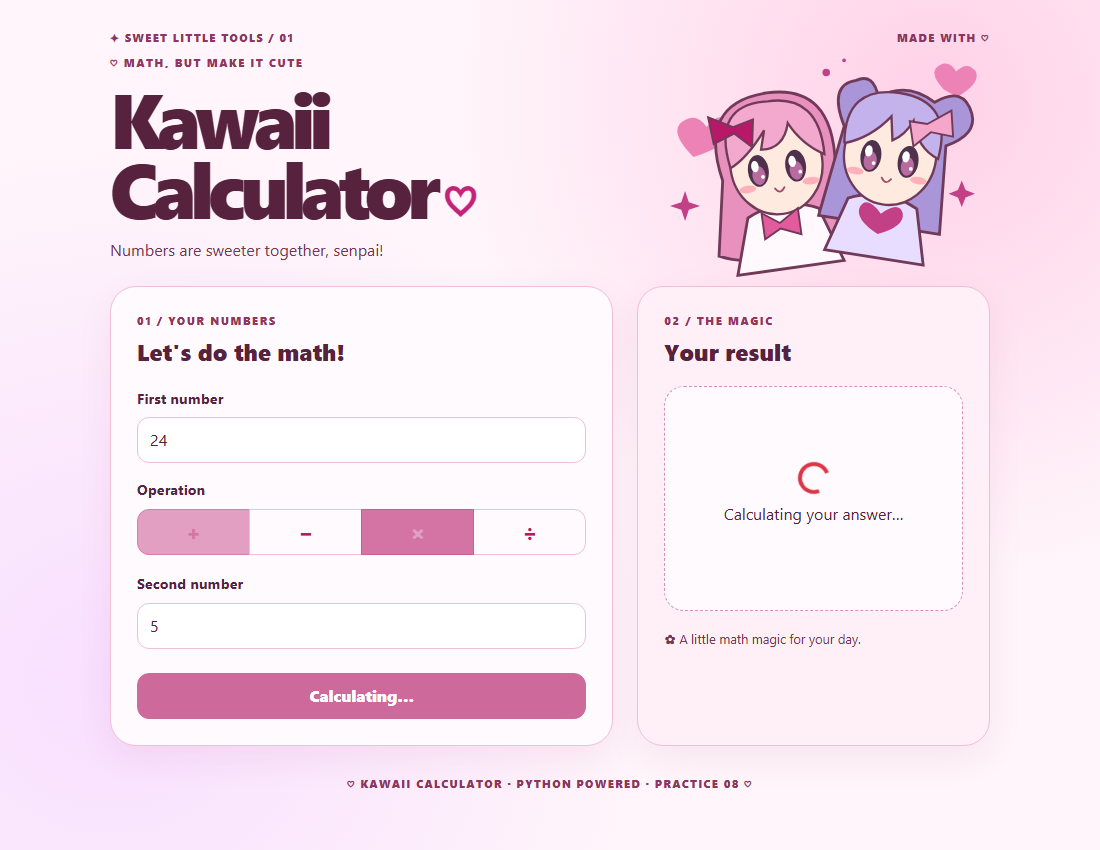 ✦ SWEET LITTLE TOOLS / 01
MADE WITH ♡
♡ MATH, BUT MAKE IT CUTE
Kawaii
Calculator♡
Numbers are sweeter together, senpai!
01 / YOUR NUMBERS
Let's do the math!
First number
24
Operation
+ − × ÷
Second number
5
Calculating...
02 / THE MAGIC
Your result
Calculating your answer...
✿ A little math magic for your day.
♡ KAWAII CALCULATOR · PYTHON POWERED · PRACTICE 08 ♡